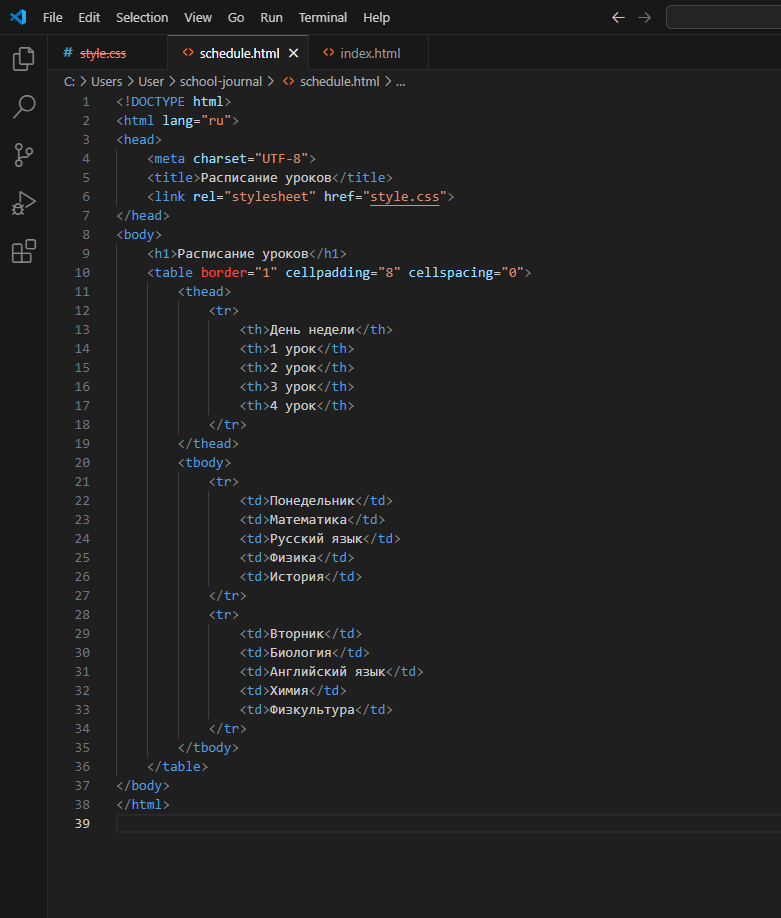 File Edit Selection View Go Run Terminal Help
# style.css <> schedule.html × <> index.html
C: > Users > User > school-journal > <> schedule.html > ...
1 <!DOCTYPE html>
2 <html lang="ru">
3 <head>
4 <meta charset="UTF-8">
5 <title>Расписание уроков</title>
6 <link rel="stylesheet" href="style.css">
7 </head>
8 <body>
9 <h1>Расписание уроков</h1>
10 <table border="1" cellpadding="8" cellspacing="0">
11 <thead>
12 <tr>
13 <th>День недели</th>
14 <th>1 урок</th>
15 <th>2 урок</th>
16 <th>3 урок</th>
17 <th>4 урок</th>
18 </tr>
19 </thead>
20 <tbody>
21 <tr>
22 <td>Понедельник</td>
23 <td>Математика</td>
24 <td>Русский язык</td>
25 <td>Физика</td>
26 <td>История</td>
27 </tr>
28 <tr>
29 <td>Вторник</td>
30 <td>Биология</td>
31 <td>Английский язык</td>
32 <td>Химия</td>
33 <td>Физкультура</td>
34 </tr>
35 </tbody>
36 </table>
37 </body>
38 </html>
39